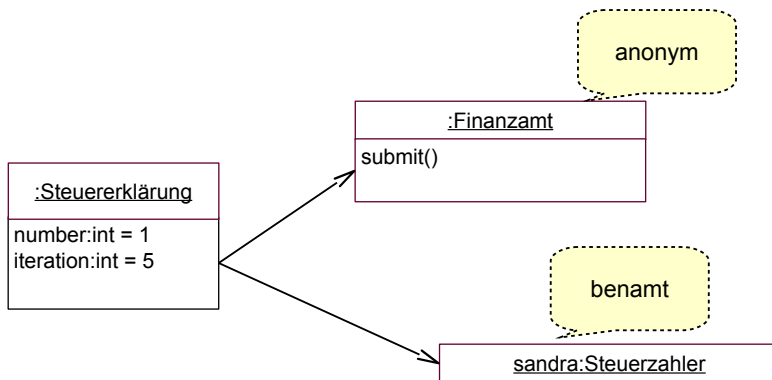 anonym
:Finanzamt
submit()
:Steuererklärung
number:int = 1
iteration:int = 5
benamt
sandra:Steuerzahler